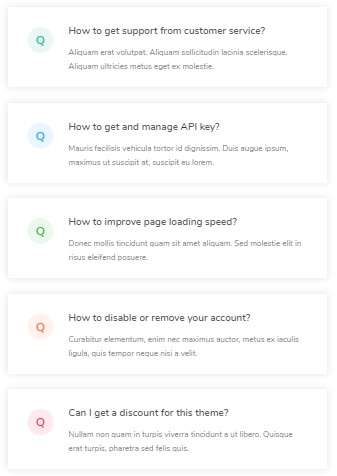 How to get support from customer service?
Q
Aliquam erat volutpat. Aliquam sollicitudin lacinia scelerisque.
Aliquam ultricies metus eget ex molestie.
How to get and manage API key?
Q
Mauris facilisis vehicula tortor id dignissim. Duis augue ipsum,
maximus ut suscipit at, suscipit eu lorem.
How to improve page loading speed?
Q
Donec mollis tincidunt quam sit amet aliquam. Sed molestie elit in
risus eleifend posuere.
How to disable or remove your account?
Q
Curabitur elementum, enim nec maximus auctor, metus ex iaculis
ligula, quis tempor neque nisi a velit.
Can I get a discount for this theme?
Q
Nullam non quam in turpis viverra tincidunt a ut libero. Quisque
erat turpis, pharetra sed felis quis.